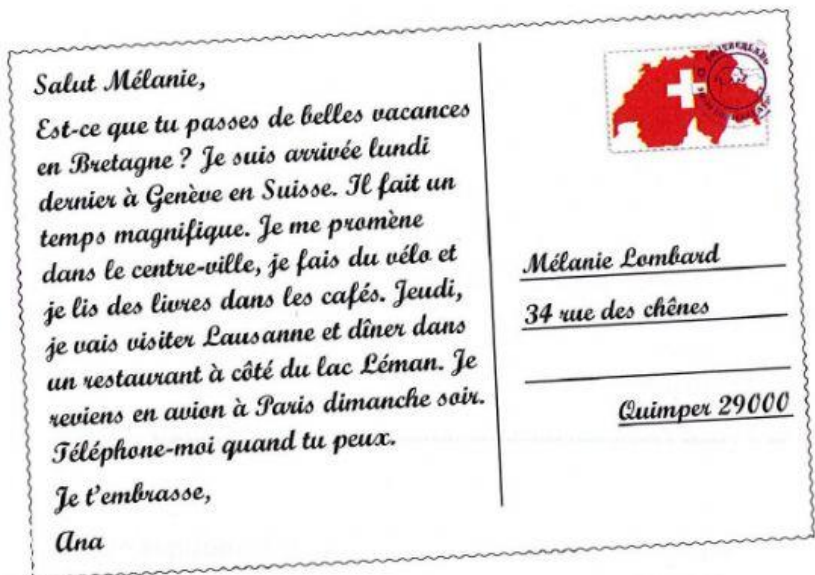 Salut Mélanie,
Est-ce que tu passes de belles vacances
en Bretagne ? Je suis arrivée lundi
dernier à Genève en Suisse. Il fait un
temps magnifique. Je me promène
dans le centre-ville, je fais du vélo et
je lis des livres dans les cafés. Jeudi,
je vais visiter Lausanne et dîner dans
un restaurant à côté du lac Léman. Je
reviens en avion à Paris dimanche soir.
Téléphone-moi quand tu peux.
Je t'embrasse,
Ana
Mélanie Lombard
34 rue des chênes
Quimper 29000